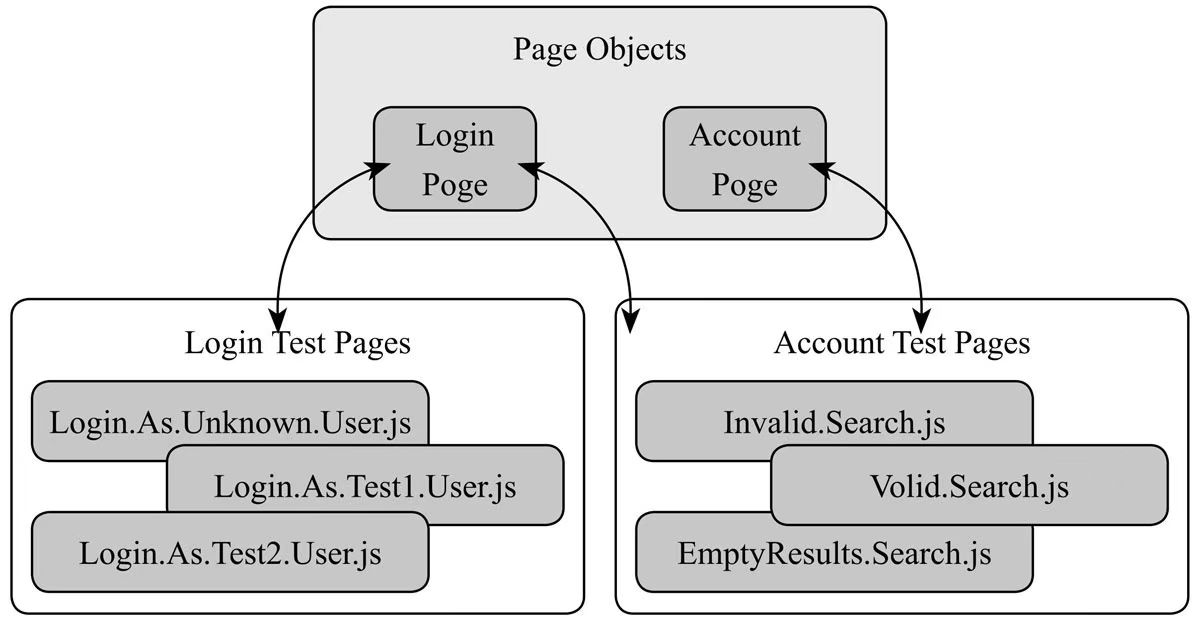 Page Objects
Login
Poge
Account
Poge
Login Test Pages
Login.As.Unknown.User.js
Login.As.Test1.User.js
Login.As.Test2.User.js
Account Test Pages
Invalid.Search.js
Volid.Search.js
EmptyResults.Search.js